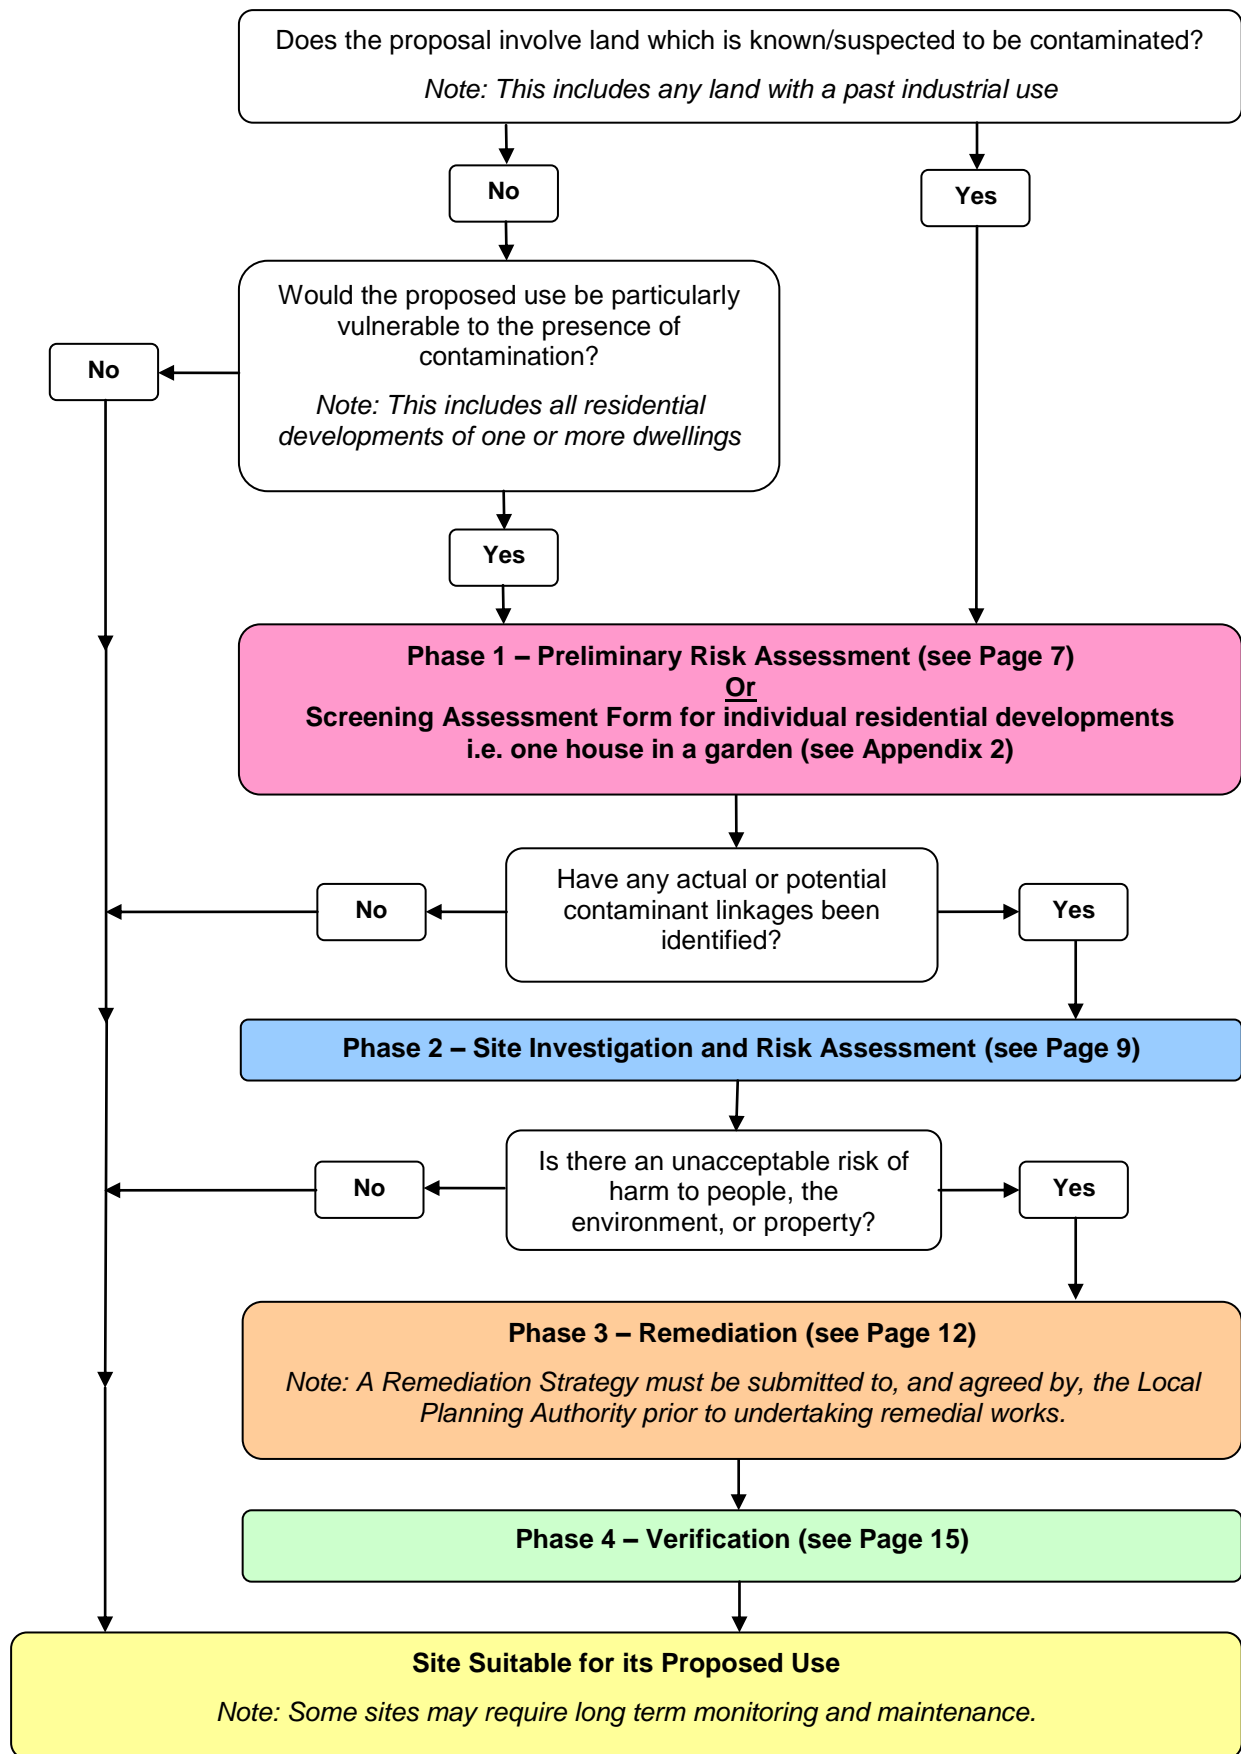 Does the proposal involve land which is known/suspected to be contaminated?
Note: This includes any land with a past industrial use
No
Yes
Would the proposed use be particularly
vulnerable to the presence of
contamination?
Note: This includes all residential
developments of one or more dwellings
No
Yes
Phase 1 – Preliminary Risk Assessment (see Page 7)
Or
Screening Assessment Form for individual residential developments
i.e. one house in a garden (see Appendix 2)
Have any actual or potential
contaminant linkages been
identified?
No
Yes
Phase 2 – Site Investigation and Risk Assessment (see Page 9)
Is there an unacceptable risk of
harm to people, the
environment, or property?
No
Yes
Phase 3 – Remediation (see Page 12)
Note: A Remediation Strategy must be submitted to, and agreed by, the Local
Planning Authority prior to undertaking remedial works.
Phase 4 – Verification (see Page 15)
Site Suitable for its Proposed Use
Note: Some sites may require long term monitoring and maintenance.